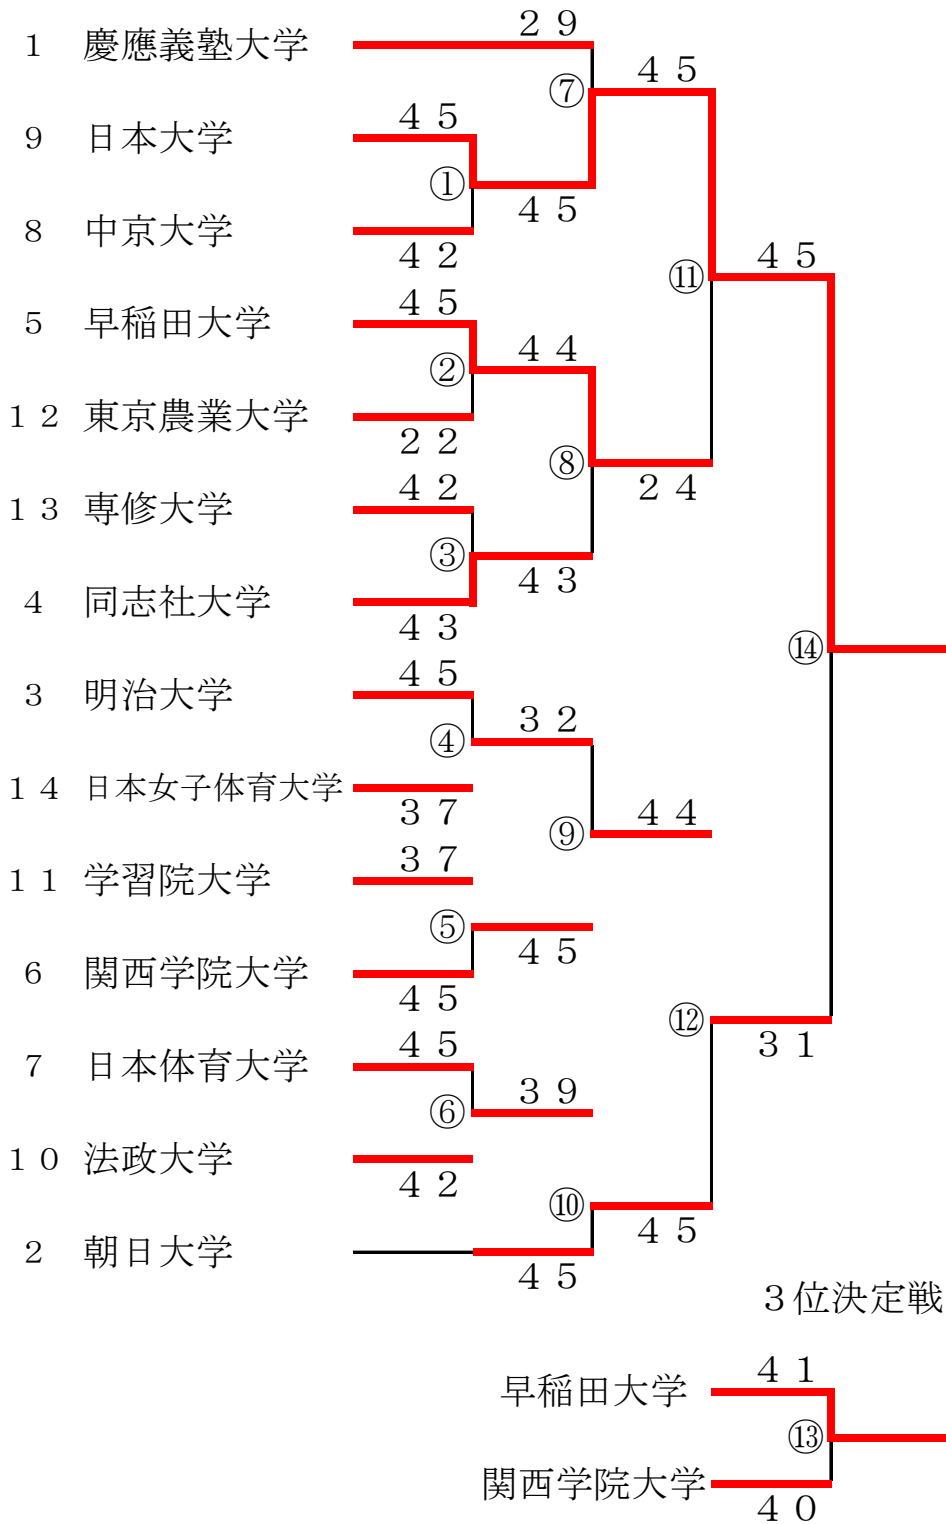 ２９
1 慶應義塾大学
４５
⑦
４５
9 日本大学
①
４５
8 中京大学
４２
４５
⑪
４５
5 早稲田大学
４４
②
１２ 東京農業大学
２２
⑧
４２
２４
１３ 専修大学
③
４３
4 同志社大学
４３
⑭
４５
3 明治大学
３２
④
１４ 日本女子体育大学
３７
４４
⑨
３７
１１ 学習院大学
⑤
４５
6 関西学院大学
４５
⑫
３１
４５
7 日本体育大学
３９
⑥
１０ 法政大学
４２
⑩
４５
2 朝日大学
４５
３位決定戦
４１
早稲田大学
⑬
関西学院大学
４０